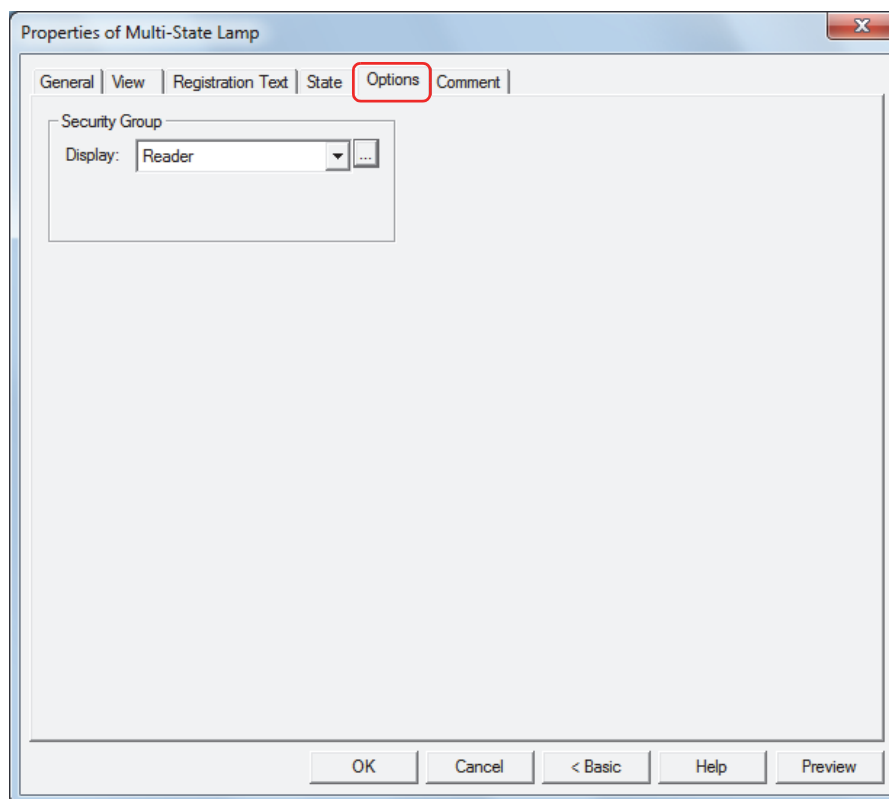 Properties of Multi-State Lamp
X
General View Registration Text State Options Comment
Security Group
Display: Reader ...
OK Cancel < Basic Help Preview